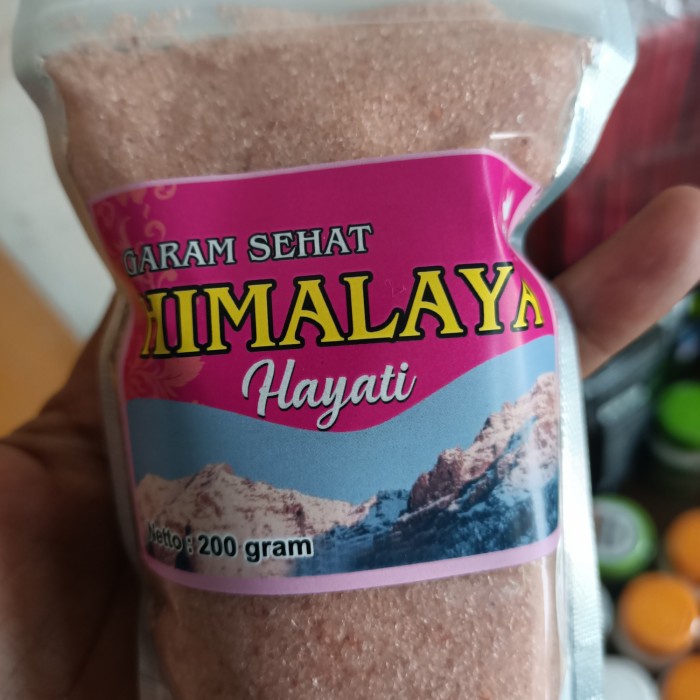 GARAM SEHAT
HIMALAYA
Hayati
Netto : 200 gram